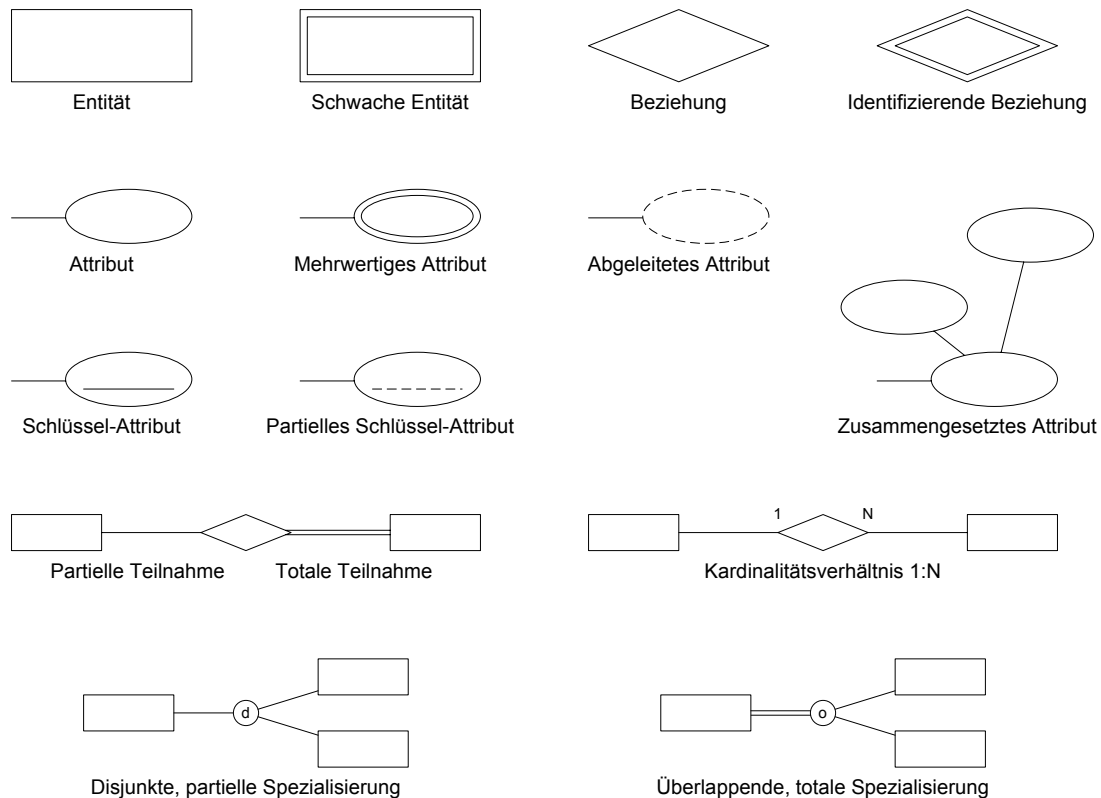 Entität
Schwache Entität
Beziehung
Identifizierende Beziehung
Attribut
Mehrwertiges Attribut
Abgeleitetes Attribut
Schlüssel-Attribut
Partielles Schlüssel-Attribut
Zusammengesetztes Attribut
1
N
Partielle Teilnahme
Totale Teilnahme
Kardinalitätsverhältnis 1:N
d
o
Disjunkte, partielle Spezialisierung
Überlappende, totale Spezialisierung